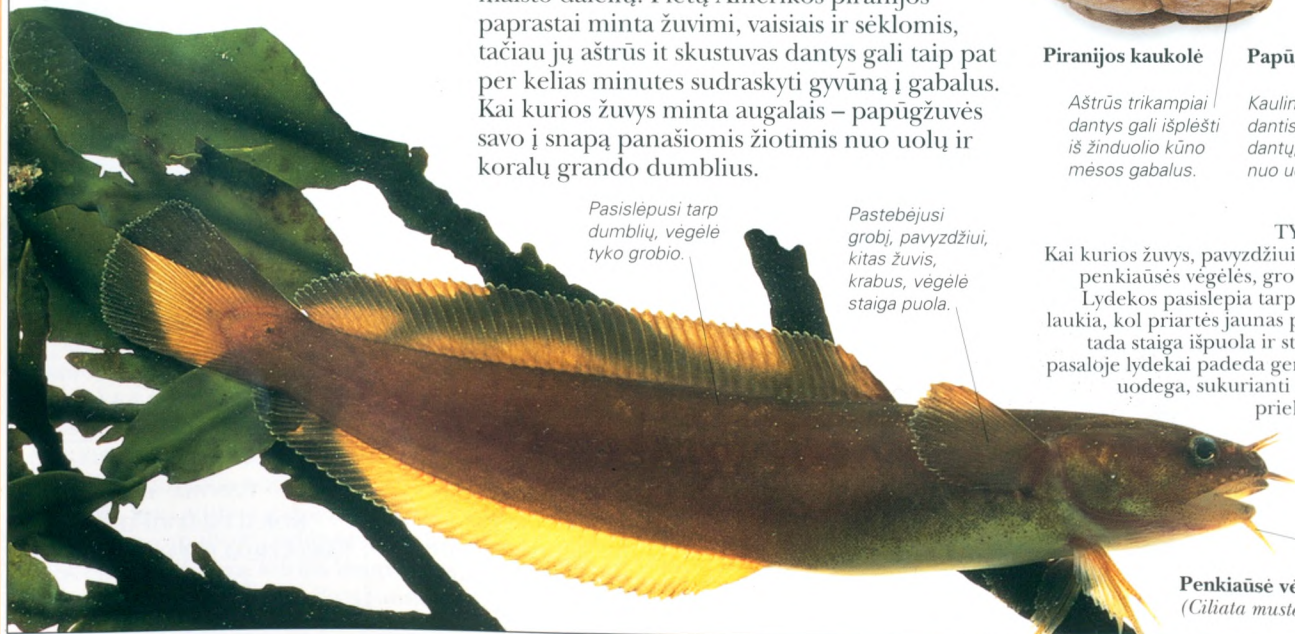 paprastai minta žuvimi, vaisiais ir sėklomis,
tačiau jų aštrūs it skustuvas dantys gali taip pat
per kelias minutes sudraskyti gyvūną į gabalus.
Kai kurios žuvys minta augalais – papūgžuvės
savo į snapą panašiomis žiotimis nuo uolų ir
koralų grando dumblius.
Piranijos kaukolė
Aštrūs trikampiai
dantys gali išplėšti
iš žinduolio kūno
mėsos gabalus.
Pasislėpusi tarp
dumblių, vėgėlė
tyko grobio.
Pastebėjusi
grobį, pavyzdžiui,
kitas žuvis,
krabus, vėgėlė
staiga puola.
Kai kurios žuvys, pavyzdžiui
penkiaūsės vėgėlės,
Lydekos pasislepia tarp
laukia, kol priartės jaunas
tada staiga išpuola ir
pasaloje lydekai padeda
uodega, sukurianti
Penkiaūsė
(Ciliata